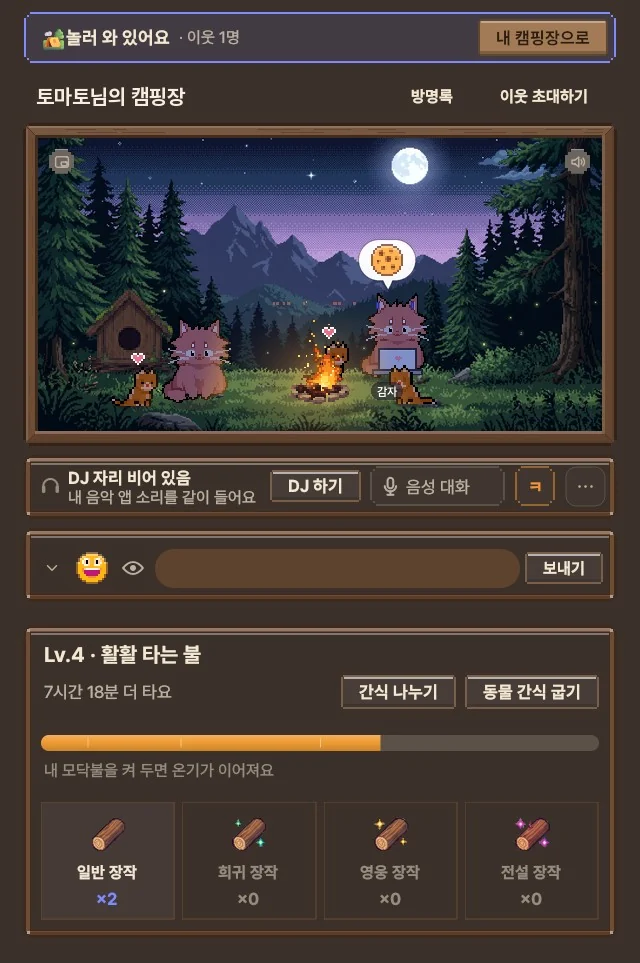 놀러 와 있어요 · 이웃 1명
내 캠핑장으로
토마토님의 캠핑장
방명록
이웃 초대하기
감자
DJ 자리 비어 있음
내 음악 앱 소리를 같이 들어요
DJ 하기
음성 대화
ㅋ
...
보내기
Lv.4 · 활활 타는 불
7시간 18분 더 타요
간식 나누기
동물 간식 굽기
내 모닥불을 켜 두면 온기가 이어져요
일반 장작
희귀 장작
영웅 장작
전설 장작
×2
×0
×0
×0